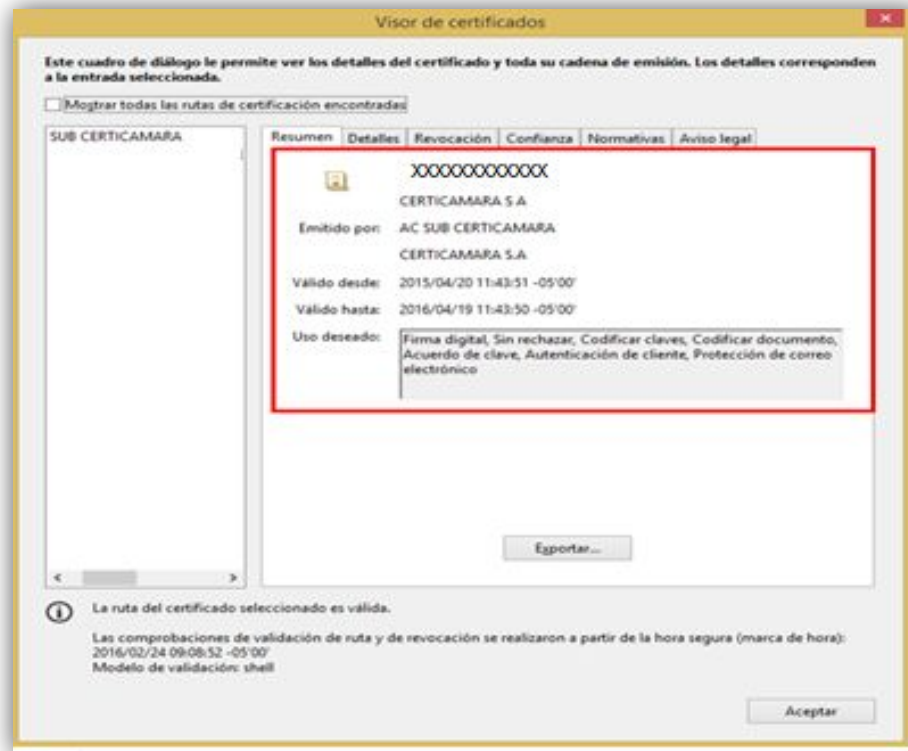 Visor de certificados
Este cuadro de diálogo le permite ver los detalles del certificado y toda su cadena de emisión. Los detalles corresponden
a la entrada seleccionada.
Mostrar todas las rutas de certificación encontradas
SUB CERTICAMARA
Resumen Detalles Revocación Confianza Normativas Aviso legal
XXXXXXXXXXXXX
CERTICAMARA S A
Emitido por: AC SUB CERTICAMARA
CERTICAMARA S.A
Válido desde: 2015/04/20 11:43:51 -05'00'
Válido hasta: 2016/04/19 11:43:50 -05'00'
Uso deseado: Firma digital, Sin rechazar, Codificar claves, Codificar documento,
Acuerdo de clave, Autenticación de cliente, Protección de correo
electrónico
Exportar...
La ruta del certificado seleccionado es válida.
Las comprobaciones de validación de ruta y de revocación se realizaron a partir de la hora segura (marca de hora):
2016/02/24 09:08:52 -05'00'
Modelo de validación: shell
Aceptar